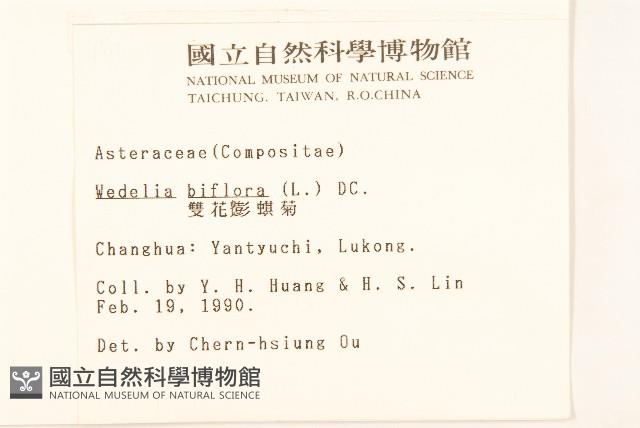 國立自然科學博物館
NATIONAL MUSEUM OF NATURAL SCIENCE
TAICHUNG, TAIWAN, R.O.CHINA
Asteraceae(Compositae)
Wedelia biflora (L.) DC.
雙花蟛蜞菊
Changhua: Yantyuchi, Lukong.
Coll. by Y. H. Huang & H. S. Lin
Feb. 19, 1990.
Det. by Chern-hsiung Ou
國立自然科學博物館
NATIONAL MUSEUM OF NATURAL SCIENCE